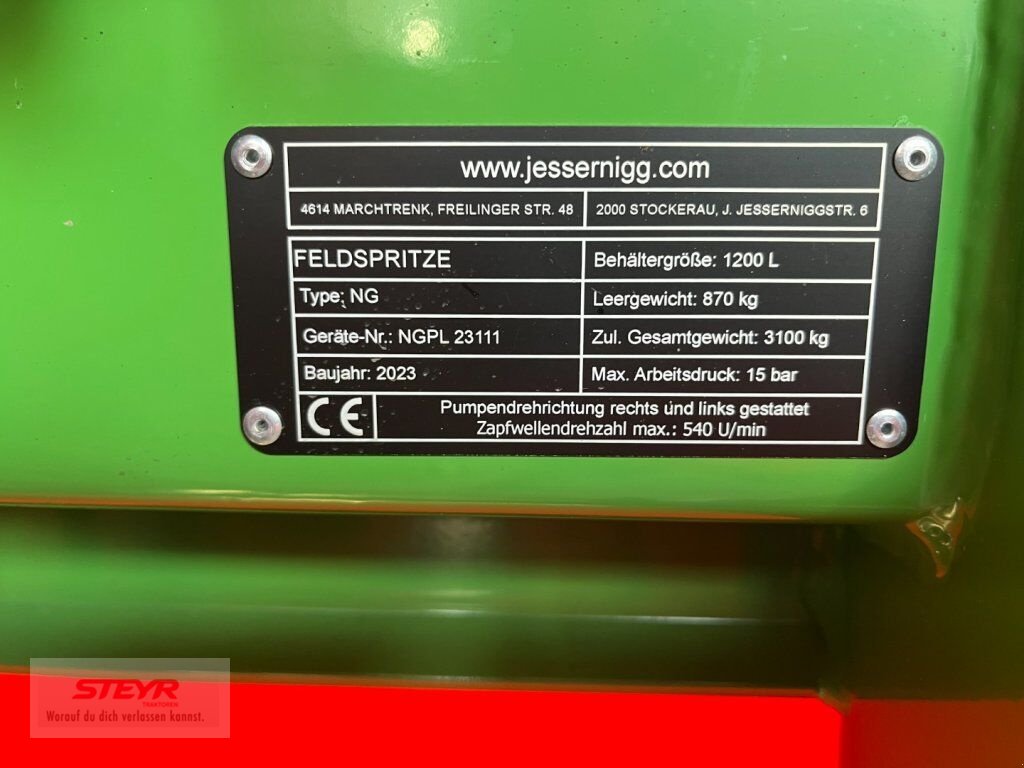 www.jessernigg.com
4614 MARCHTRENK, FREILINGER STR. 48
2000 STOCKERAU, J. JESSERNIGGSTR. 6
FELDSPRITZE
Behältergröße: 1200 L
Type: NG
Leergewicht: 870 kg
Geräte-Nr.: NGPL 23111
Zul. Gesamtgewicht: 3100 kg
Baujahr: 2023
Max. Arbeitsdruck: 15 bar
CE
Pumpendrehrichtung rechts und links gestattet
Zapfwellendrehzahl max.: 540 U/min
STEYR
TRAKTOREN
Worauf du dich verlassen kannst.